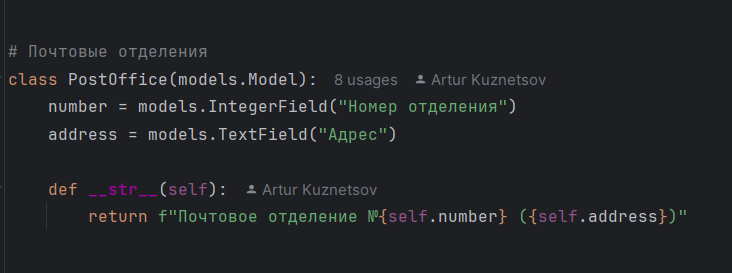 # Почтовые отделения
class PostOffice(models.Model): 8 usages Artur Kuznetsov
number = models.IntegerField("Номер отделения")
address = models.TextField("Адрес")
def __str__(self): Artur Kuznetsov
return f"Почтовое отделение №{self.number} ({self.address})"